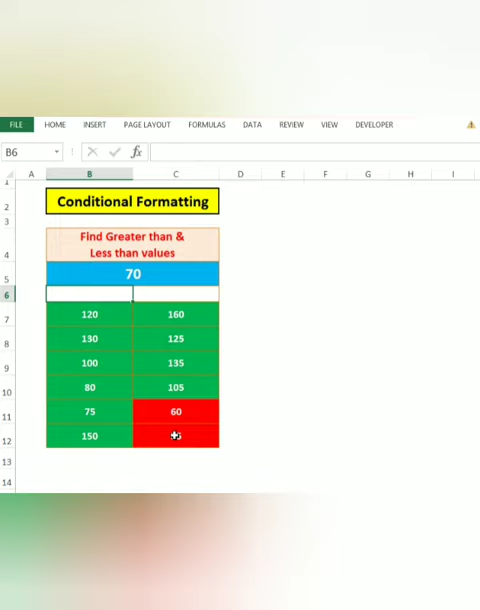 FILE HOME INSERT PAGE LAYOUT FORMULAS DATA REVIEW VIEW DEVELOPER
B6 fx
A B C D E F G H I
1
2 Conditional Formatting
3
4 Find Greater than &
Less than values
5 70
6
7 120 160
8 130 125
9 100 135
10 80 105
11 75 60
12 150
13
14